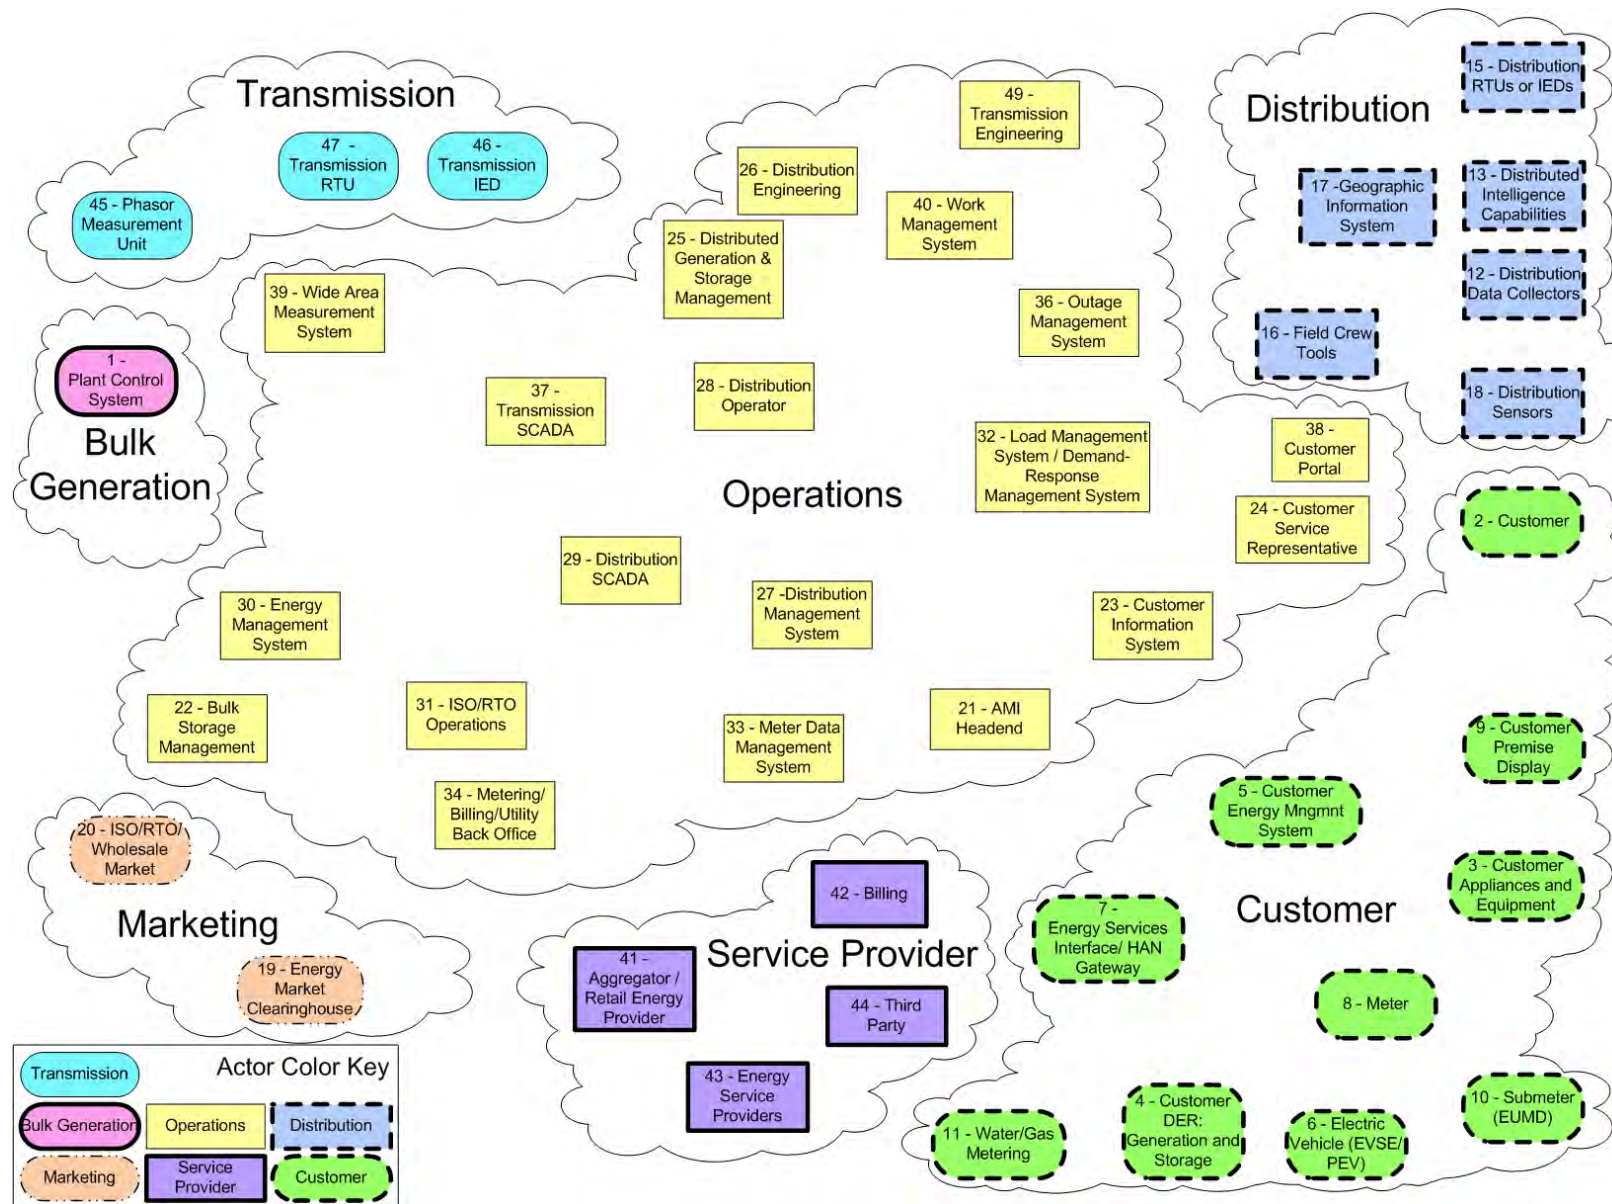 Transmission
47 -
Transmission
RTU
46 -
Transmission
IED
45 - Phasor
Measurement
Unit
1 -
Plant Control
System
Bulk
Generation
49 -
Transmission
Engineering
26 - Distribution
Engineering
40 - Work
Management
System
25 - Distributed
Generation &
Storage
Management
39 - Wide Area
Measurement
System
36 - Outage
Management
System
28 - Distribution
Operator
37 -
Transmission
SCADA
32 - Load Management
System / Demand-
Response
Management System
38 -
Customer
Portal
Operations
24 - Customer
Service
Representative
29 - Distribution
SCADA
27 -Distribution
Management
System
30 - Energy
Management
System
23 - Customer
Information
System
22 - Bulk
Storage
Management
31 - ISO/RTO
Operations
33 - Meter Data
Management
System
21 - AMI
Headend
34 - Metering/
Billing/Utility
Back Office
Distribution
15 - Distribution
RTUs or IEDs
17 -Geographic
Information
System
13 - Distributed
Intelligence
Capabilities
12 - Distribution
Data Collectors
16 - Field Crew
Tools
18 - Distribution
Sensors
2 - Customer
9 - Customer
Premise
Display
5 - Customer
Energy Mngmnt
System
3 - Customer
Appliances and
Equipment
Customer
7 -
Energy Services
Interface/ HAN
Gateway
8 - Meter
10 - Submeter
(EUMD)
4 - Customer
DER:
Generation and
Storage
6 - Electric
Vehicle (EVSE/
PEV)
11 - Water/Gas
Metering
20 - ISO/RTO/
Wholesale
Market
Marketing
19 - Energy
Market
Clearinghouse
42 - Billing
Service Provider
41 -
Aggregator /
Retail Energy
Provider
44 - Third
Party
43 - Energy
Service
Providers
Actor Color Key
Transmission
Bulk Generation
Operations
Distribution
Marketing
Service
Provider
Customer